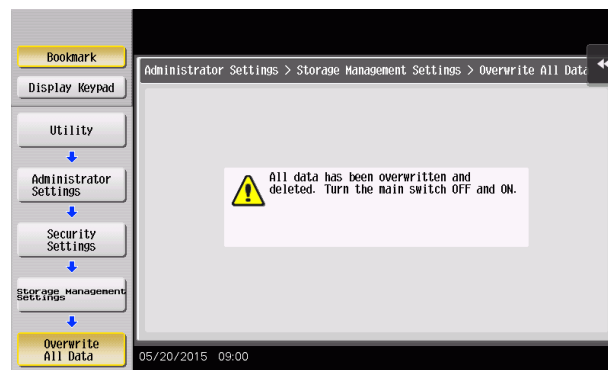 Bookmark
Display Keypad
Utility
Administrator
Settings
Security
Settings
Storage Management
Settings
Overwrite
All Data
Administrator Settings > Storage Management Settings > Overwrite All Data
All data has been overwritten and
deleted. Turn the main switch OFF and ON.
05/20/2015 09:00